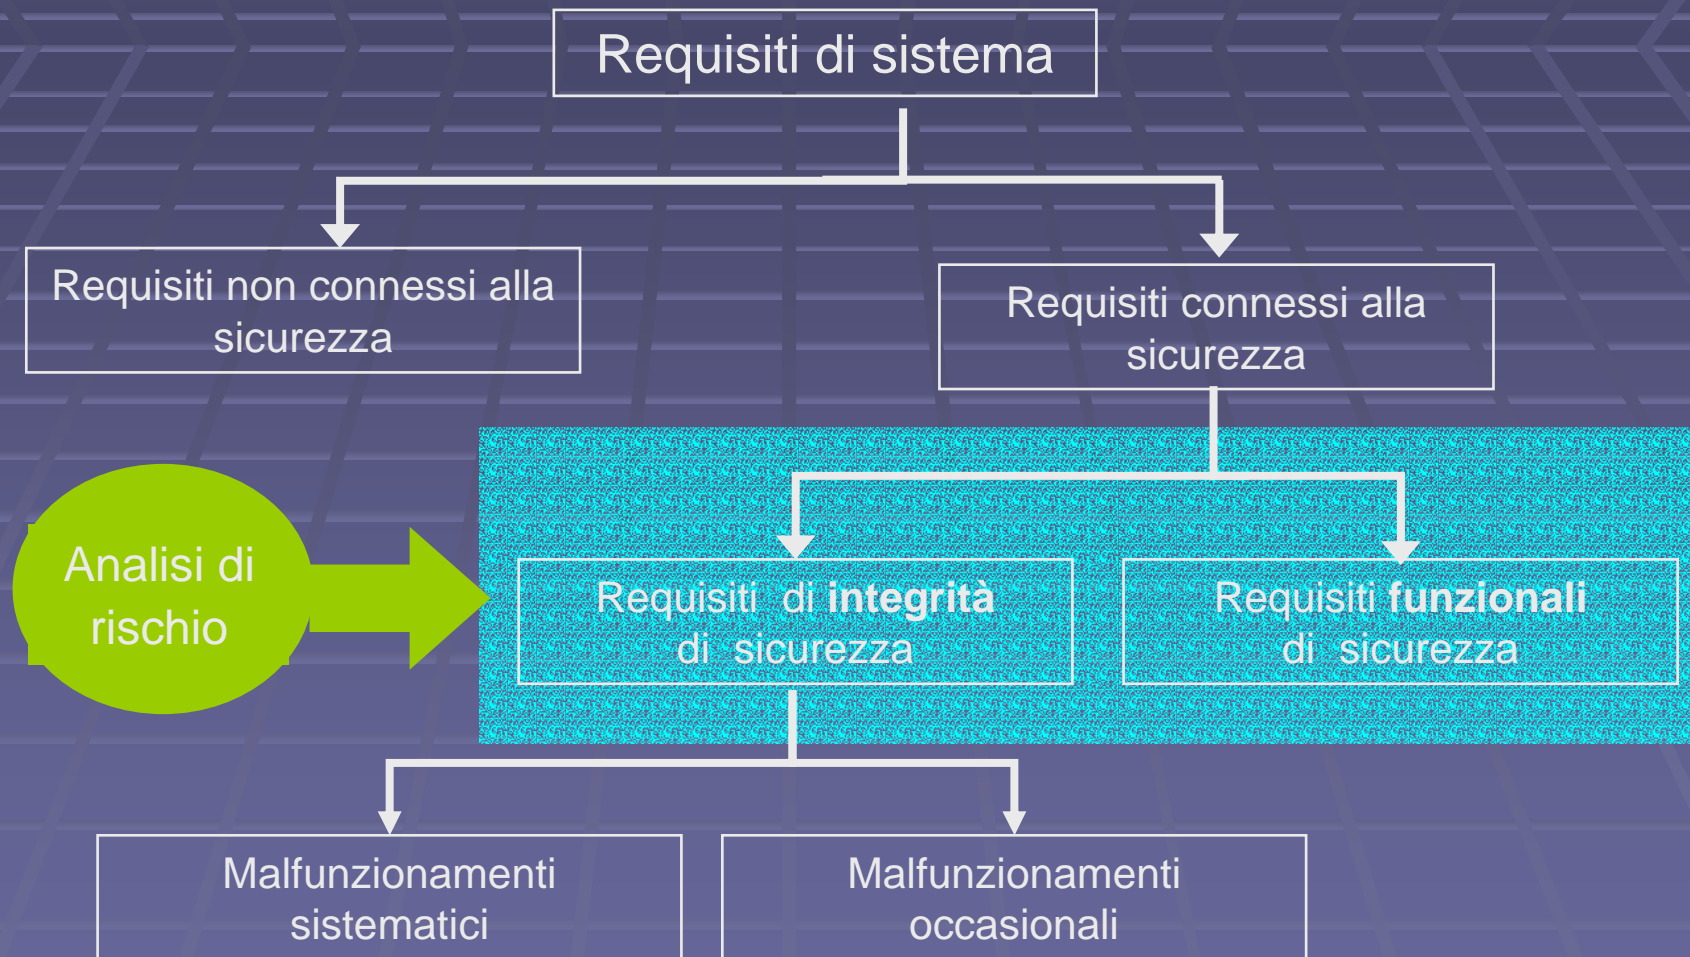 Requisiti di sistema
Requisiti non connessi alla
sicurezza
Requisiti connessi alla
sicurezza
Analisi di
rischio
Requisiti di integrità
di sicurezza
Requisiti funzionali
di sicurezza
Malfunzionamenti
sistematici
Malfunzionamenti
occasionali